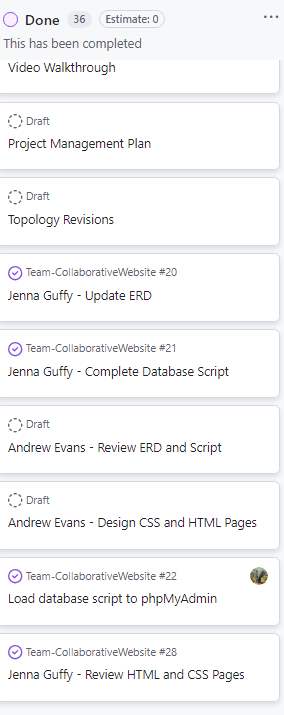 Done 36 Estimate: 0
This has been completed
Video Walkthrough
Draft
Project Management Plan
Draft
Topology Revisions
Team-CollaborativeWebsite #20
Jenna Guffy - Update ERD
Team-CollaborativeWebsite #21
Jenna Guffy - Complete Database Script
Draft
Andrew Evans - Review ERD and Script
Draft
Andrew Evans - Design CSS and HTML Pages
Team-CollaborativeWebsite #22
Load database script to phpMyAdmin
Team-CollaborativeWebsite #28
Jenna Guffy - Review HTML and CSS Pages